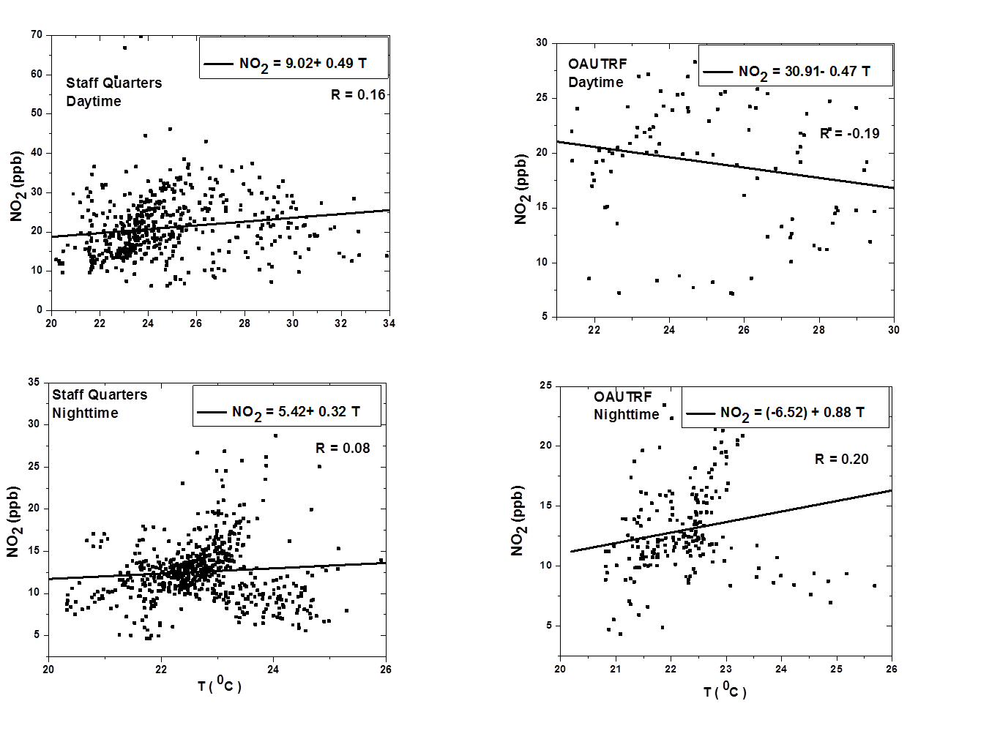 NO2 = 9.02+ 0.49 T
Staff Quarters
Daytime
R = 0.16
70
60
50
40
30
20
10
0
NO2 (ppb)
20 22 24 26 28 30 32 34
OAUTRF
Daytime
NO2 = 30.91- 0.47 T
R = -0.19
30
25
20
15
10
5
NO2 (ppb)
22 24 26 28 30
Staff Quarters
Nighttime
NO2 = 5.42+ 0.32 T
R = 0.08
35
30
25
20
15
10
5
NO2 (ppb)
20 22 24 26
T ( 0C )
OAUTRF
Nighttime
NO2 = (-6.52) + 0.88 T
R = 0.20
25
20
15
10
5
NO2 (ppb)
20 21 22 23 24 25 26
T ( 0C )